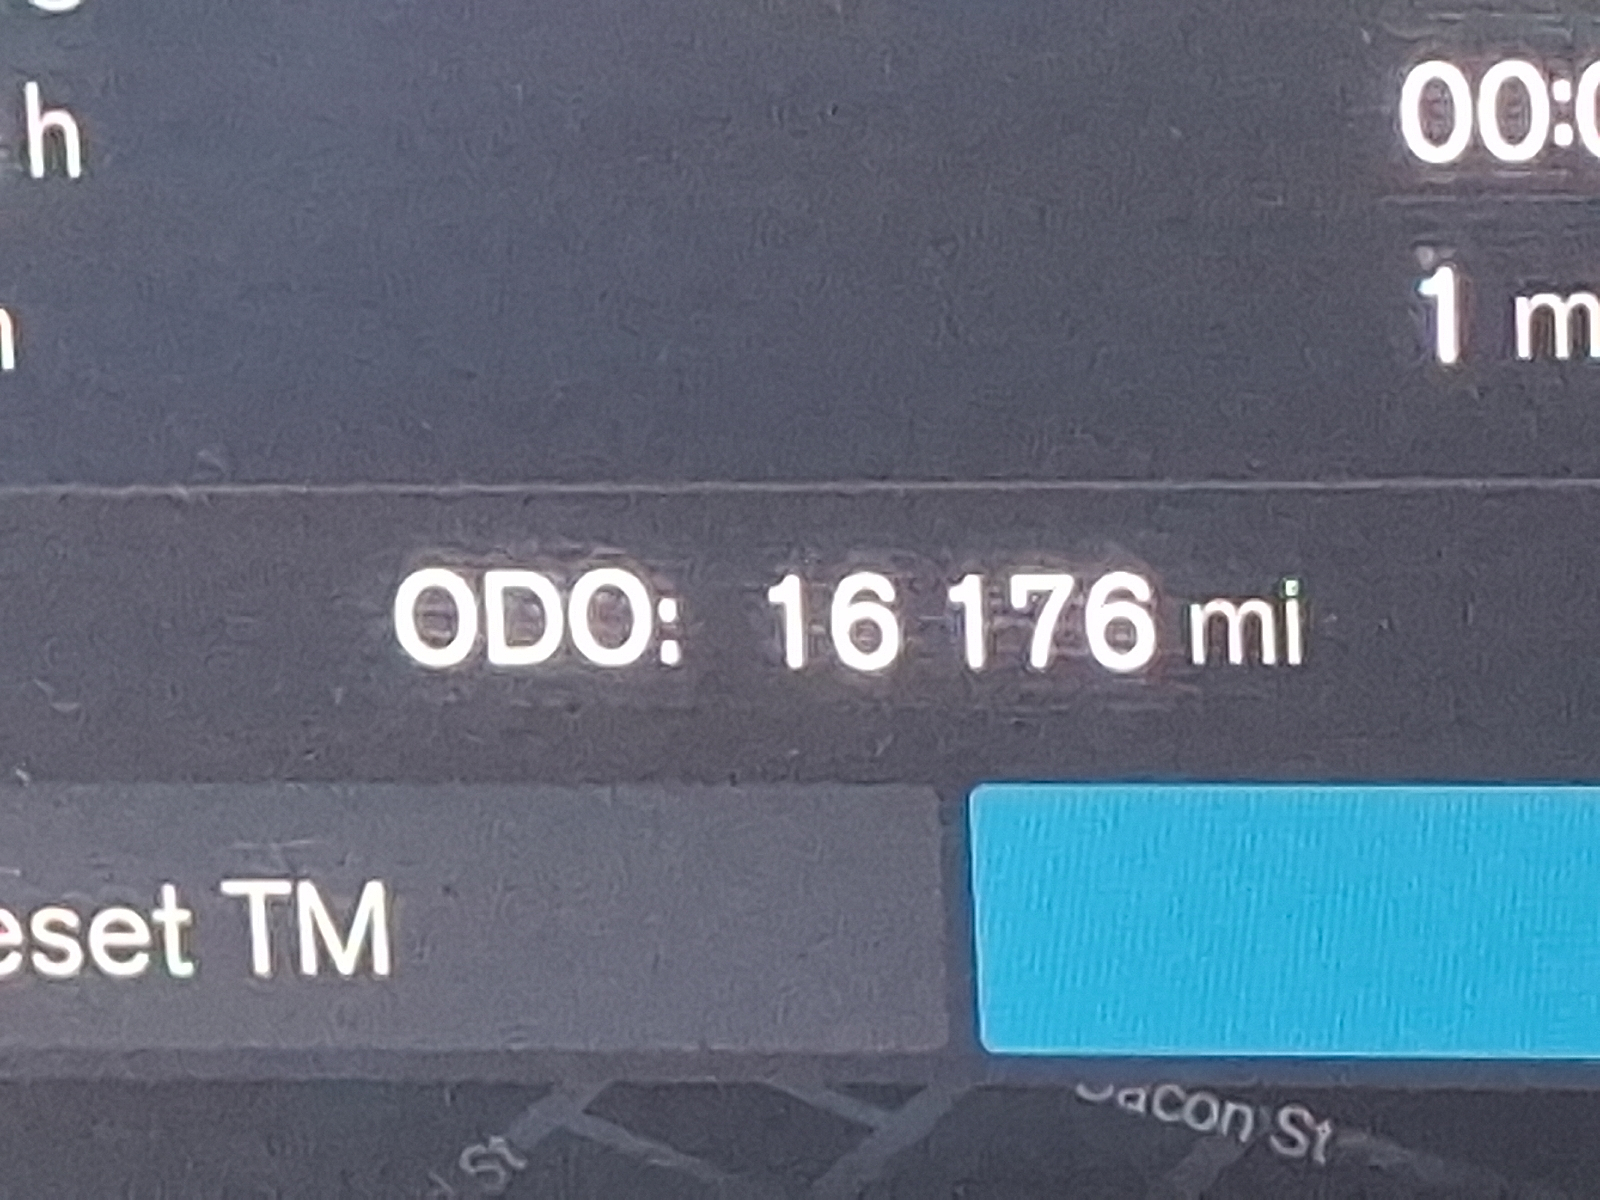 h
00:0
1 m
ODO: 16 176 mi
eset TM
St
acon St